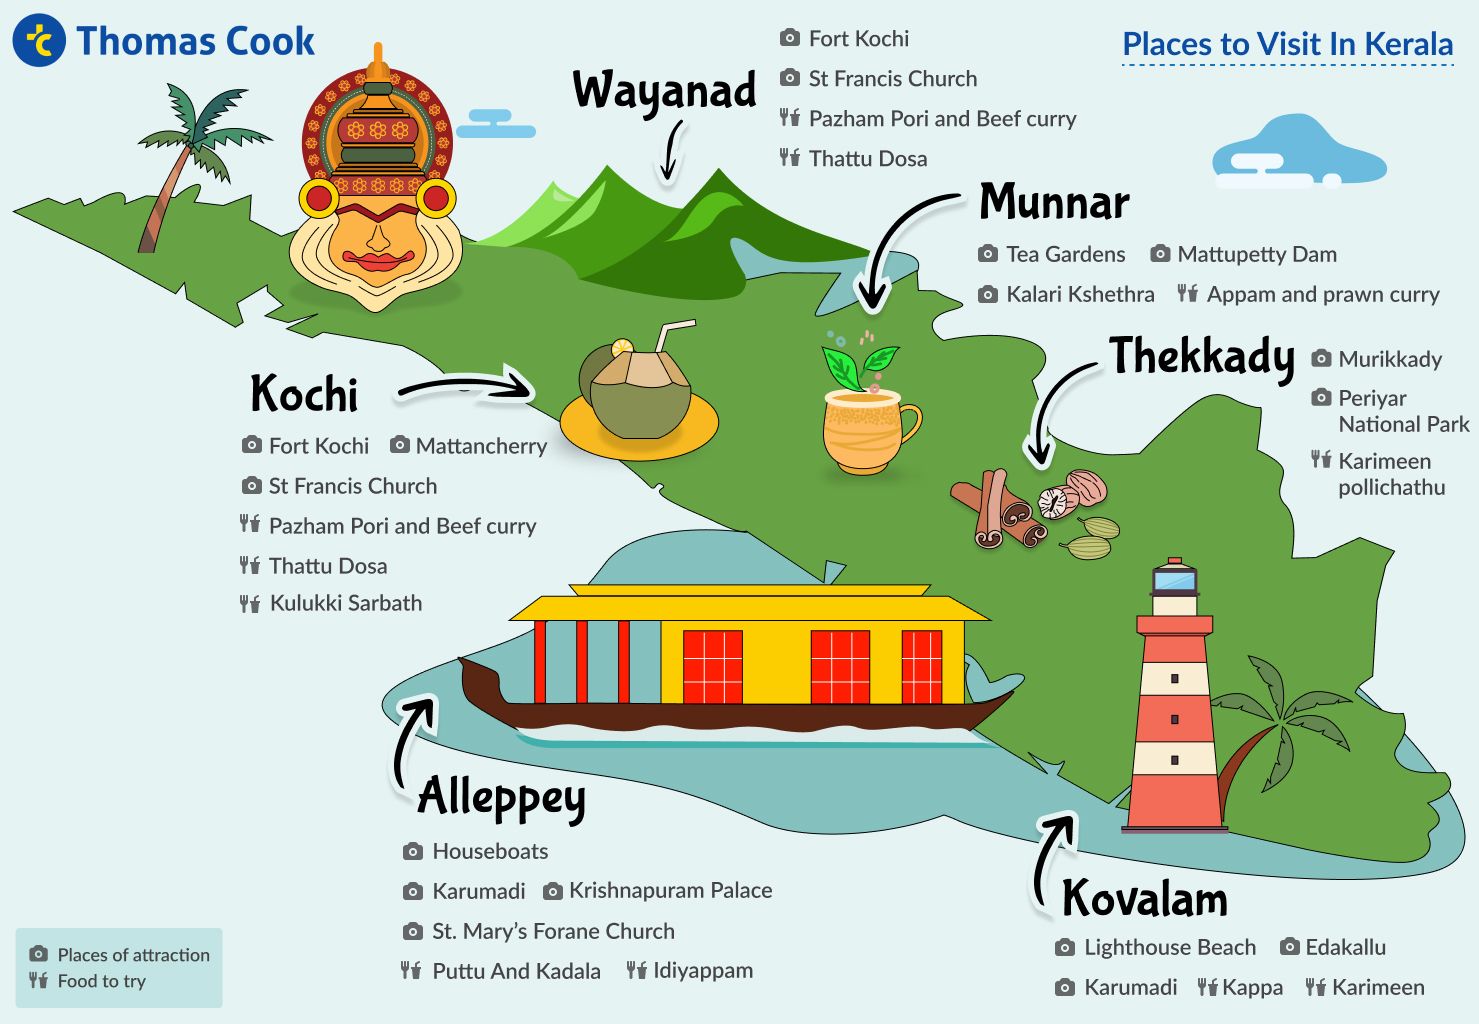 Thomas Cook
Places to Visit In Kerala
Wayanad
Fort Kochi
St Francis Church
Pazham Pori and Beef curry
Thattu Dosa
Munnar
Tea Gardens Mattupetty Dam
Kalari Kshethra Appam and prawn curry
Thekkady
Murikkady
Periyar
National Park
Karimeen
pollichathu
Kochi
Fort Kochi Mattancherry
St Francis Church
Pazham Pori and Beef curry
Thattu Dosa
Kulukki Sarbath
Alleppey
Houseboats
Karumadi Krishnapuram Palace
St. Mary’s Forane Church
Puttu And Kadala Idiyappam
Kovalam
Lighthouse Beach Edakallu
Karumadi Kappa Karimeen
Places of attraction
Food to try